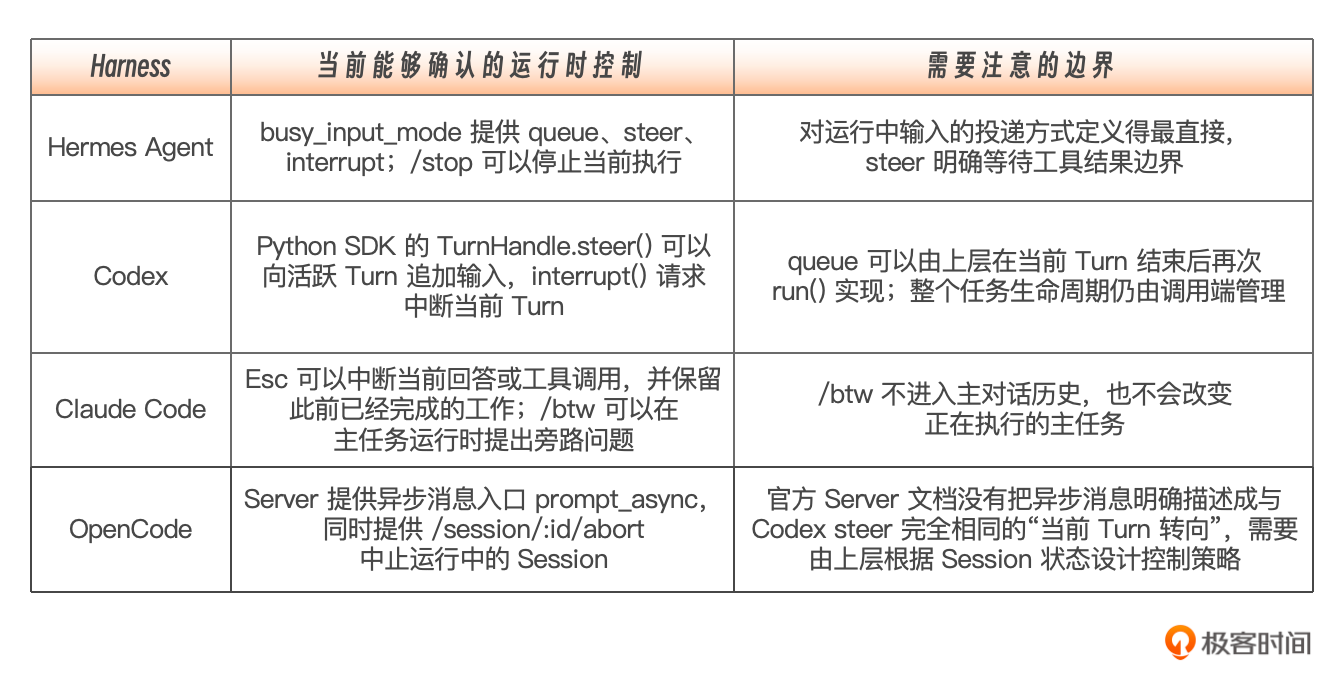 Harness
当前能够确认的运行时控制
需要注意的边界
Hermes Agent
busy_input_mode 提供 queue、steer、
interrupt；/stop 可以停止当前执行
对运行中输入的投递方式定义得最直接，
steer 明确等待工具结果边界
Codex
Python SDK 的 TurnHandle.steer() 可以
向活跃 Turn 追加输入，interrupt() 请求
中断当前 Turn
queue 可以由上层在当前 Turn 结束后再次
run() 实现；整个任务生命周期仍由调用端管理
Claude Code
Esc 可以中断当前回答或工具调用，并保留
此前已经完成的工作；/btw 可以在
主任务运行时提出旁路问题
/btw 不进入主对话历史，也不会改变
正在执行的主任务
OpenCode
Server 提供异步消息入口 prompt_async，
同时提供 /session/:id/abort
中止运行中的 Session
官方 Server 文档没有把异步消息明确描述成与
Codex steer 完全相同的“当前 Turn 转向”，需要
由上层根据 Session 状态设计控制策略
极客时间